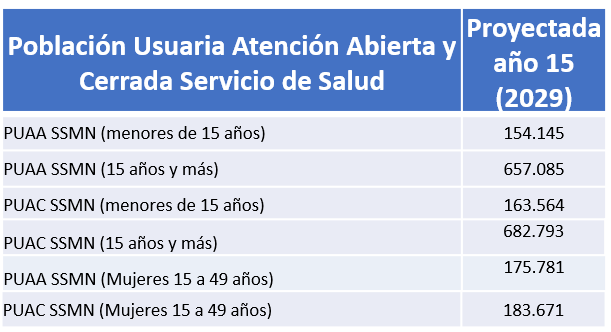 Población Usuaria Atención Abierta y
Cerrada Servicio de Salud
Proyectada
año 15
(2029)
PUAA SSMN (menores de 15 años) 154.145
PUAA SSMN (15 años y más) 657.085
PUAC SSMN (menores de 15 años) 163.564
PUAC SSMN (15 años y más) 682.793
PUAA SSMN (Mujeres 15 a 49 años) 175.781
PUAC SSMN (Mujeres 15 a 49 años) 183.671